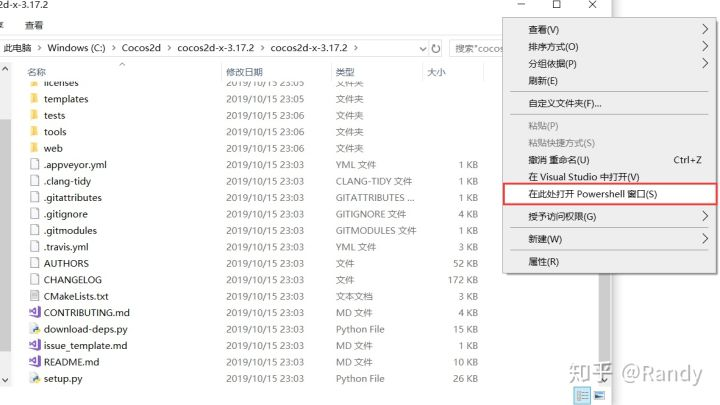 2d-x-3.17.2
查看
此电脑 > Windows (C:) > Cocos2d > cocos2d-x-3.17.2 > cocos2d-x-3.17.2 >
搜索"cocos
名称 修改日期 类型 大小
licenses 2019/10/15 23:05 文件夹
templates 2019/10/15 23:05 文件夹
tests 2019/10/15 23:06 文件夹
tools 2019/10/15 23:06 文件夹
web 2019/10/15 23:06 文件夹
.appveyor.yml 2019/10/15 23:03 YML 文件 1 KB
.clang-tidy 2019/10/15 23:03 CLANG-TIDY 文件 1 KB
.gitattributes 2019/10/15 23:03 GITATTRIBUTES ... 2 KB
.gitignore 2019/10/15 23:03 GITIGNORE 文件 4 KB
.gitmodules 2019/10/15 23:03 GITMODULES 文件 1 KB
.travis.yml 2019/10/15 23:03 YML 文件 3 KB
AUTHORS 2019/10/15 23:03 文件 52 KB
CHANGELOG 2019/10/15 23:03 文件 172 KB
CMakeLists.txt 2019/10/15 23:03 文本文档 3 KB
CONTRIBUTING.md 2019/10/15 23:03 MD 文件 4 KB
download-deps.py 2019/10/15 23:03 Python File 15 KB
issue_template.md 2019/10/15 23:03 MD 文件 1 KB
README.md 2019/10/15 23:03 MD 文件 10 KB
setup.py 2019/10/15 23:03 Python File 26 KB
查看(V)
排序方式(O)
分组依据(P)
刷新(E)
自定义文件夹(F)...
粘贴(P)
粘贴快捷方式(S)
撤消 重命名(U) Ctrl+Z
在 Visual Studio 中打开(V)
在此处打开 Powershell 窗口(S)
授予访问权限(G)
新建(W)
属性(R)
知乎 @Randy